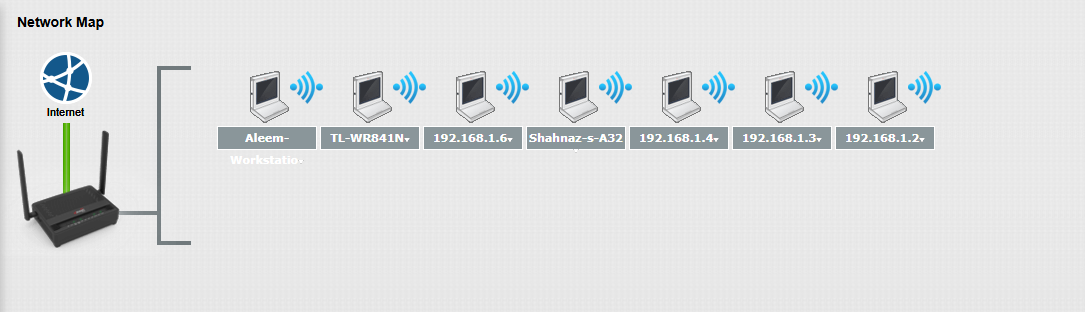 Network Map
Internet
Aleem-
Workstatio
TL-WR841N
192.168.1.6
Shahnaz-s-A32
192.168.1.4
192.168.1.3
192.168.1.2